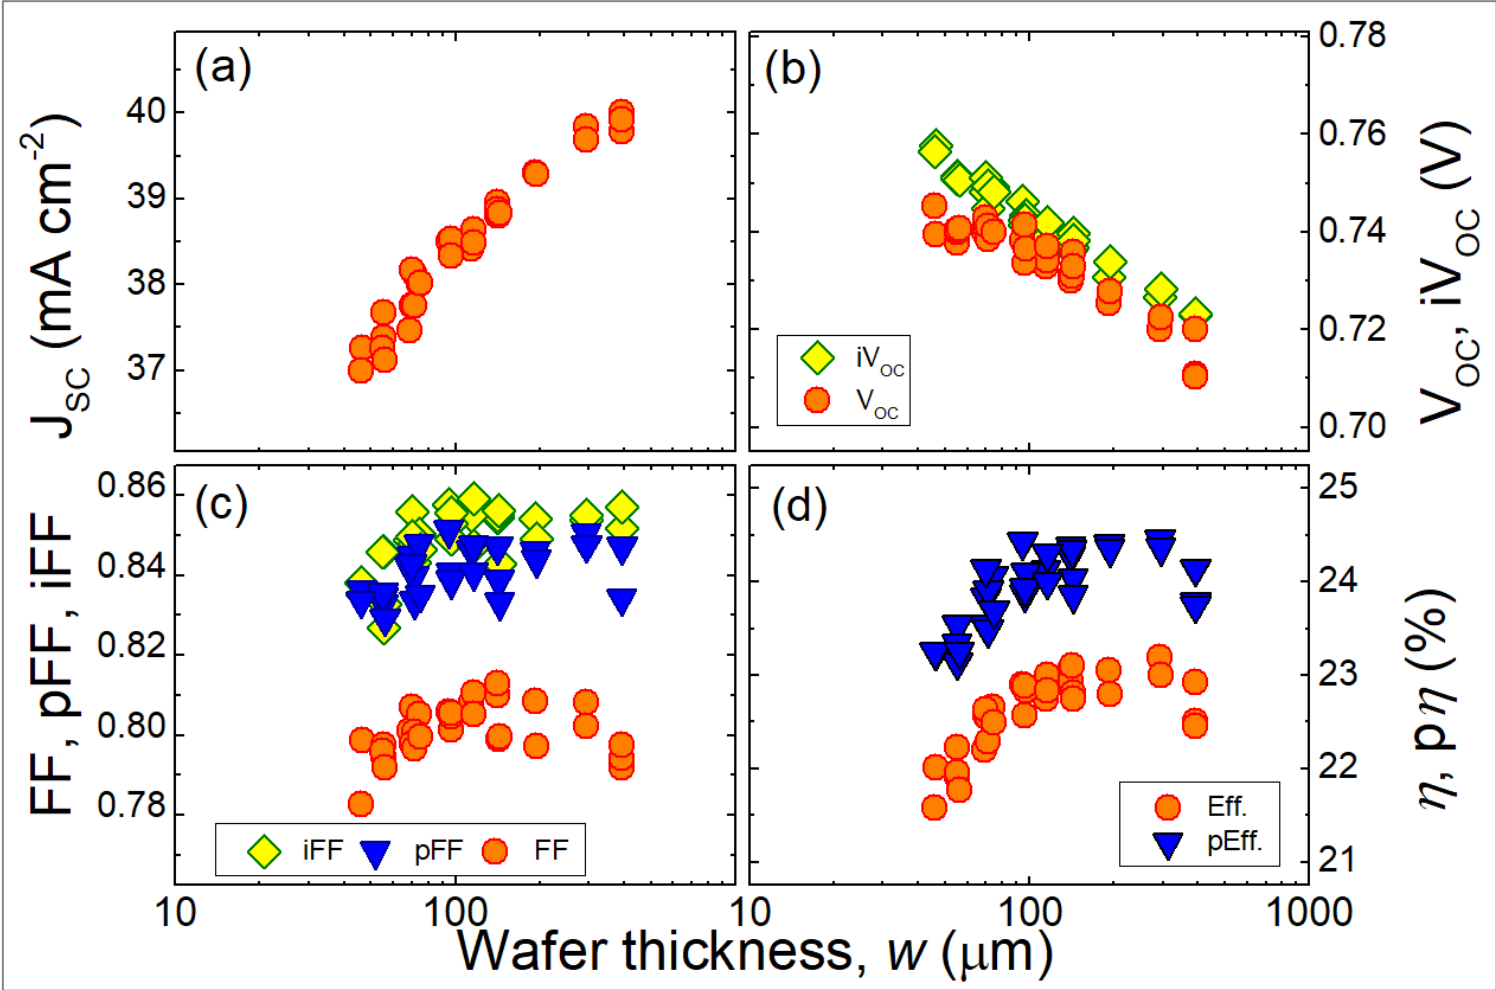 (a)
40
39
38
37
J_SC (mA cm^-2)
(b)
0.78
0.76
0.74
0.72
0.70
V_OC, iV_OC (V)
iV_OC
V_OC
(c)
0.86
0.84
0.82
0.80
0.78
FF, pFF, iFF
iFF pFF FF
(d)
25
24
23
22
21
η, pη (%)
Eff.
pEff.
10 100 10 100 1000
Wafer thickness, w (μm)